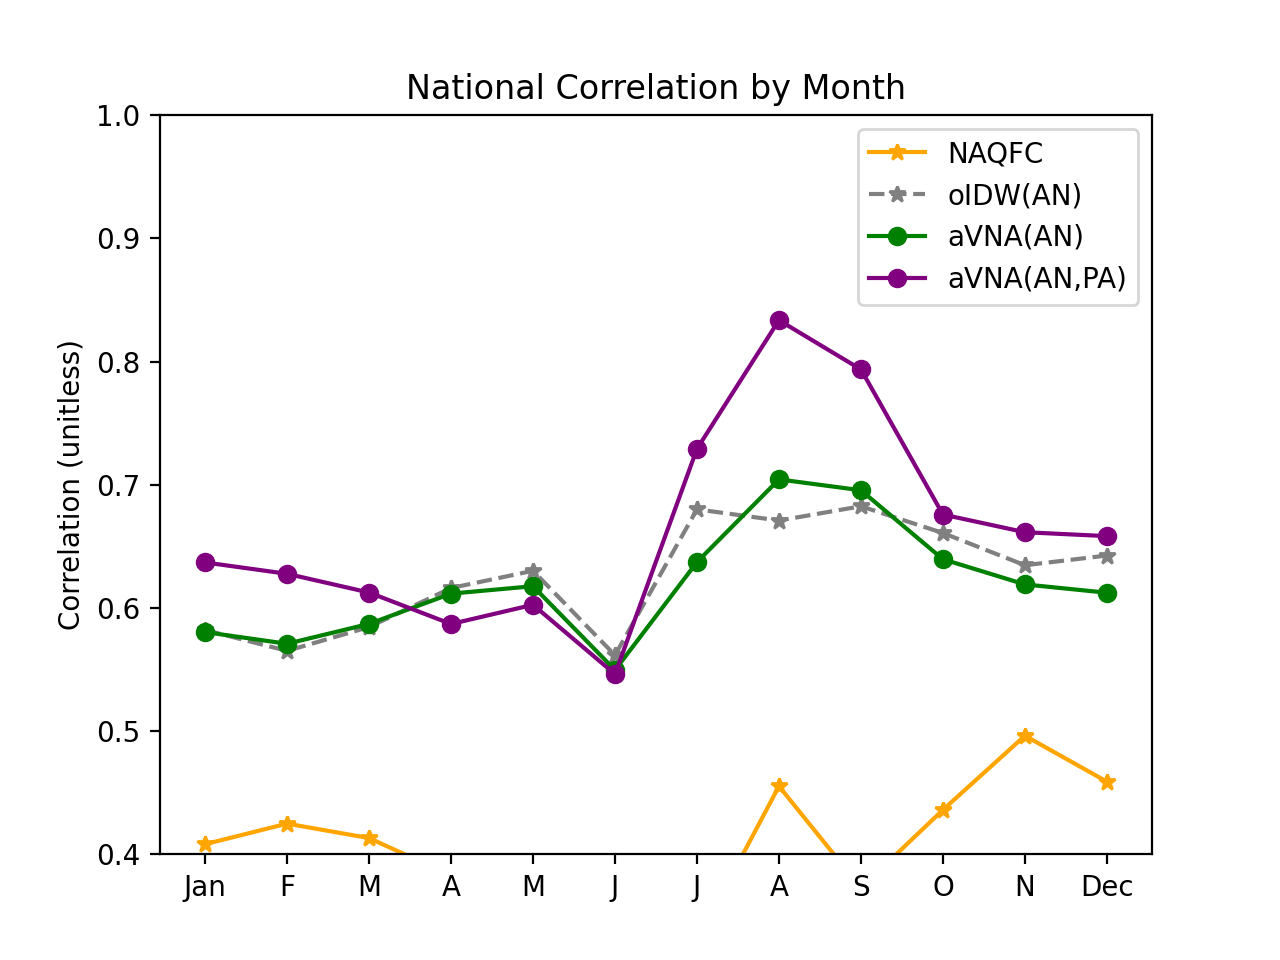 National Correlation by Month
Correlation (unitless)
1.0
0.9
0.8
0.7
0.6
0.5
0.4
NAQFC
oIDW(AN)
aVNA(AN)
aVNA(AN,PA)
Jan F M A M J J A S O N Dec